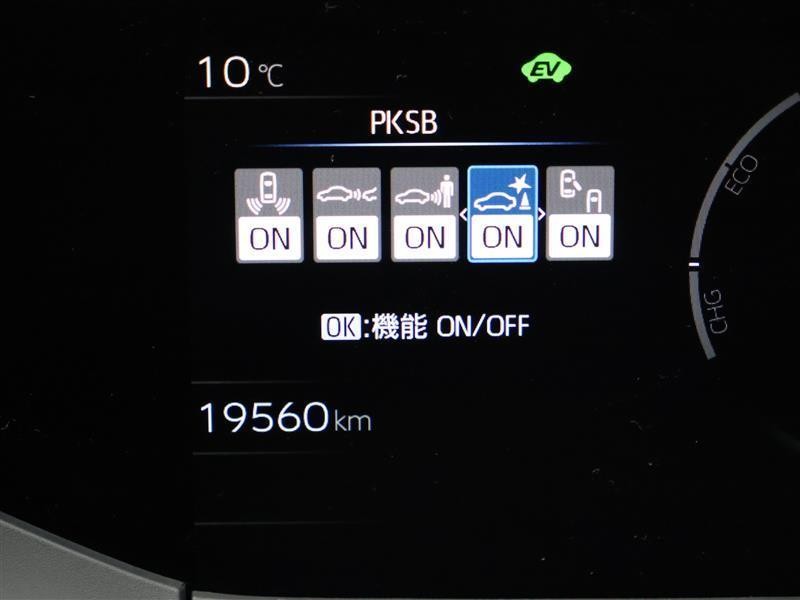 10℃
EV
PKSB
ECO
ON ON ON ON ON
CHG
OK:機能 ON/OFF
19560km